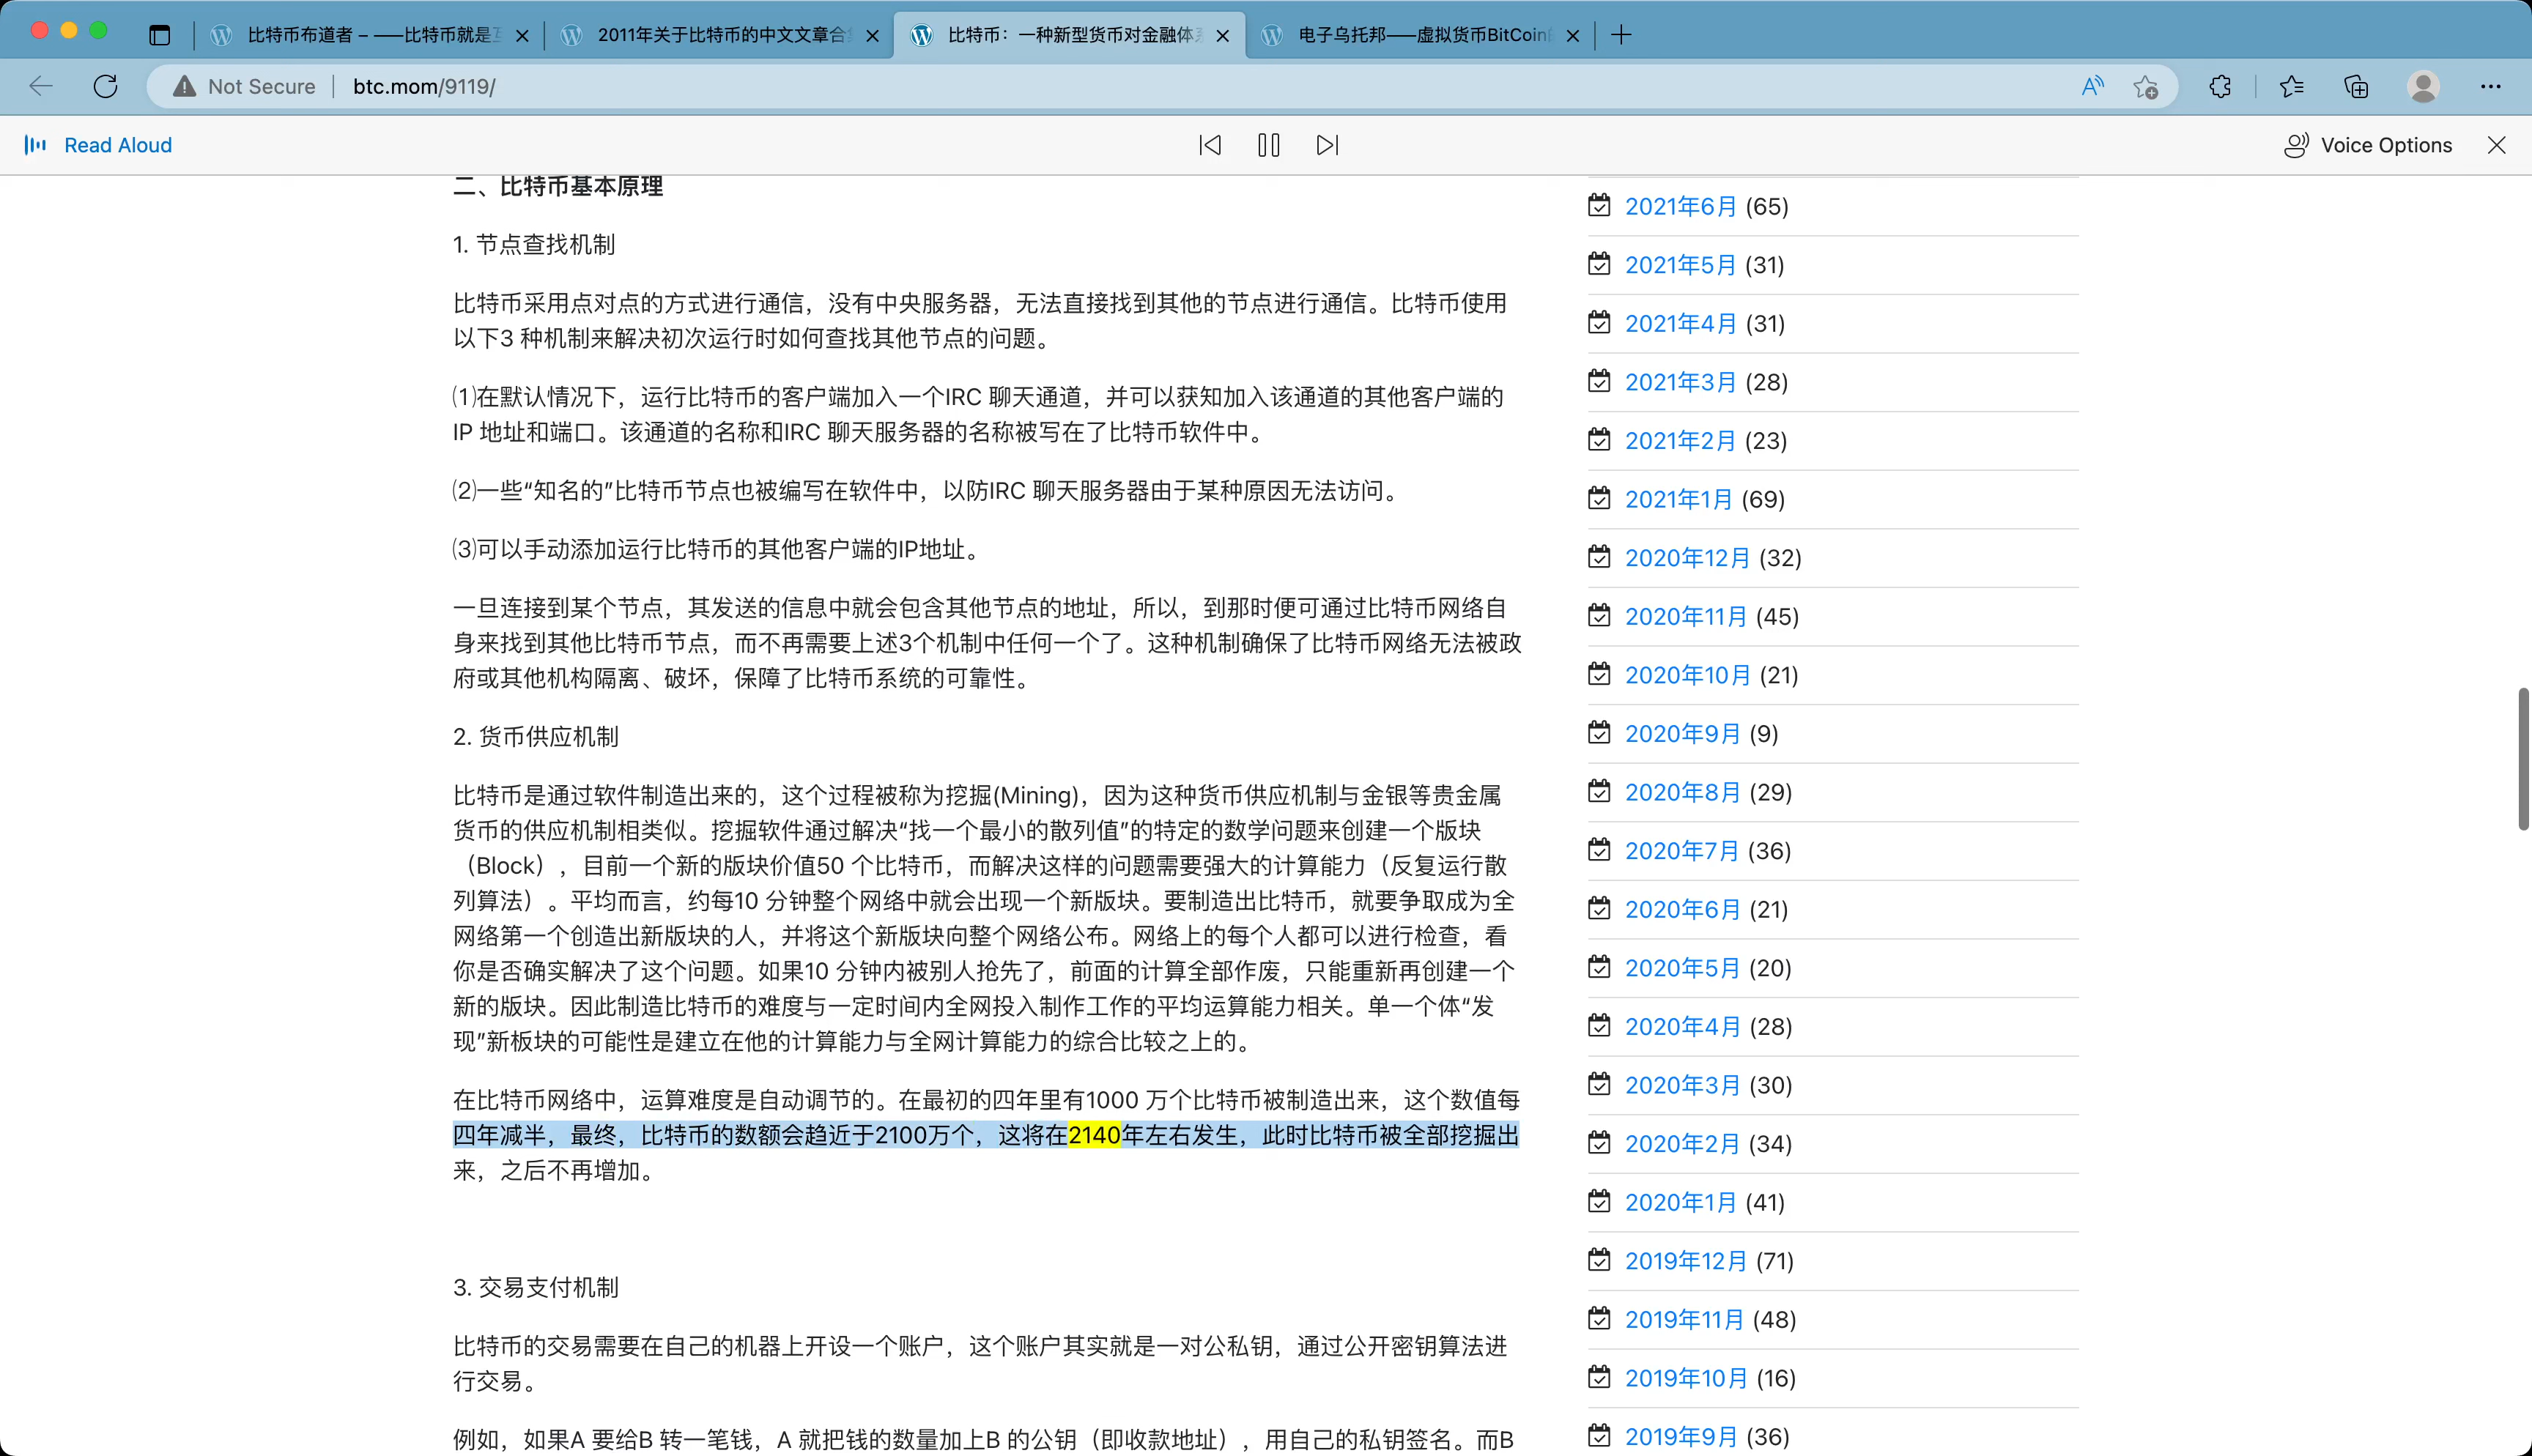 比特币布道者 – ——比特币就是互
2011年关于比特币的中文文章合集
比特币：一种新型货币对金融体系
电子乌托邦——虚拟货币BitCoin
Not Secure
btc.mom/9119/
Read Aloud
Voice Options
二、比特币基本原理
1. 节点查找机制
比特币采用点对点的方式进行通信，没有中央服务器，无法直接找到其他的节点进行通信。比特币使用
以下3 种机制来解决初次运行时如何查找其他节点的问题。
⑴在默认情况下，运行比特币的客户端加入一个IRC 聊天通道，并可以获知加入该通道的其他客户端的
IP 地址和端口。该通道的名称和IRC 聊天服务器的名称被写在了比特币软件中。
⑵一些“知名的”比特币节点也被编写在软件中，以防IRC 聊天服务器由于某种原因无法访问。
⑶可以手动添加运行比特币的其他客户端的IP地址。
一旦连接到某个节点，其发送的信息中就会包含其他节点的地址，所以，到那时便可通过比特币网络自
身来找到其他比特币节点，而不再需要上述3个机制中任何一个了。这种机制确保了比特币网络无法被政
府或其他机构隔离、破坏，保障了比特币系统的可靠性。
2. 货币供应机制
比特币是通过软件制造出来的，这个过程被称为挖掘(Mining)，因为这种货币供应机制与金银等贵金属
货币的供应机制相类似。挖掘软件通过解决“找一个最小的散列值”的特定的数学问题来创建一个版块
（Block），目前一个新的版块价值50 个比特币，而解决这样的问题需要强大的计算能力（反复运行散
列算法）。平均而言，约每10 分钟整个网络中就会出现一个新版块。要制造出比特币，就要争取成为全
网络第一个创造出新版块的人，并将这个新版块向整个网络公布。网络上的每个人都可以进行检查，看
你是否确实解决了这个问题。如果10 分钟内被别人抢先了，前面的计算全部作废，只能重新再创建一个
新的版块。因此制造比特币的难度与一定时间内全网投入制作工作的平均运算能力相关。单一个体“发
现”新板块的可能性是建立在他的计算能力与全网计算能力的综合比较之上的。
在比特币网络中，运算难度是自动调节的。在最初的四年里有1000 万个比特币被制造出来，这个数值每
四年减半，最终，比特币的数额会趋近于2100万个，这将在2140年左右发生，此时比特币被全部挖掘出
来，之后不再增加。
3. 交易支付机制
比特币的交易需要在自己的机器上开设一个账户，这个账户其实就是一对公私钥，通过公开密钥算法进
行交易。
例如，如果A 要给B 转一笔钱，A 就把钱的数量加上B 的公钥（即收款地址），用自己的私钥签名。而B
2021年6月 (65)
2021年5月 (31)
2021年4月 (31)
2021年3月 (28)
2021年2月 (23)
2021年1月 (69)
2020年12月 (32)
2020年11月 (45)
2020年10月 (21)
2020年9月 (9)
2020年8月 (29)
2020年7月 (36)
2020年6月 (21)
2020年5月 (20)
2020年4月 (28)
2020年3月 (30)
2020年2月 (34)
2020年1月 (41)
2019年12月 (71)
2019年11月 (48)
2019年10月 (16)
2019年9月 (36)